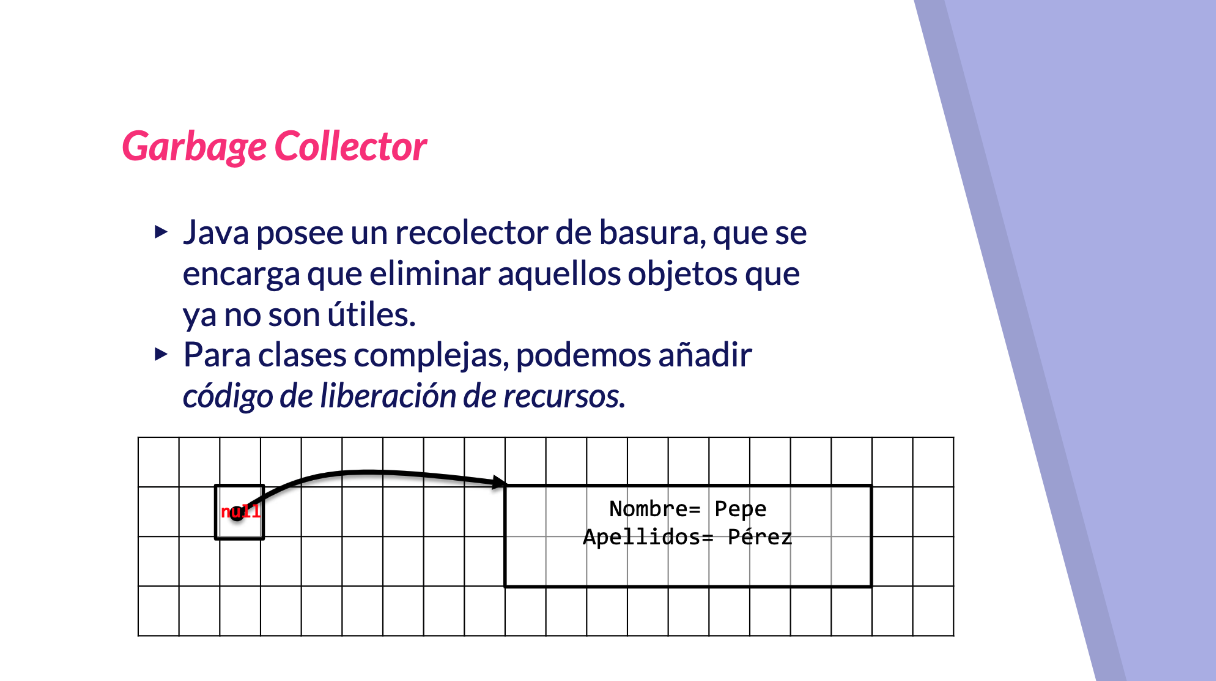 Garbage Collector
Java posee un recolector de basura, que se
encarga que eliminar aquellos objetos que
ya no son útiles.
Para clases complejas, podemos añadir
código de liberación de recursos.
null
Nombre= Pepe
Apellidos= Pérez